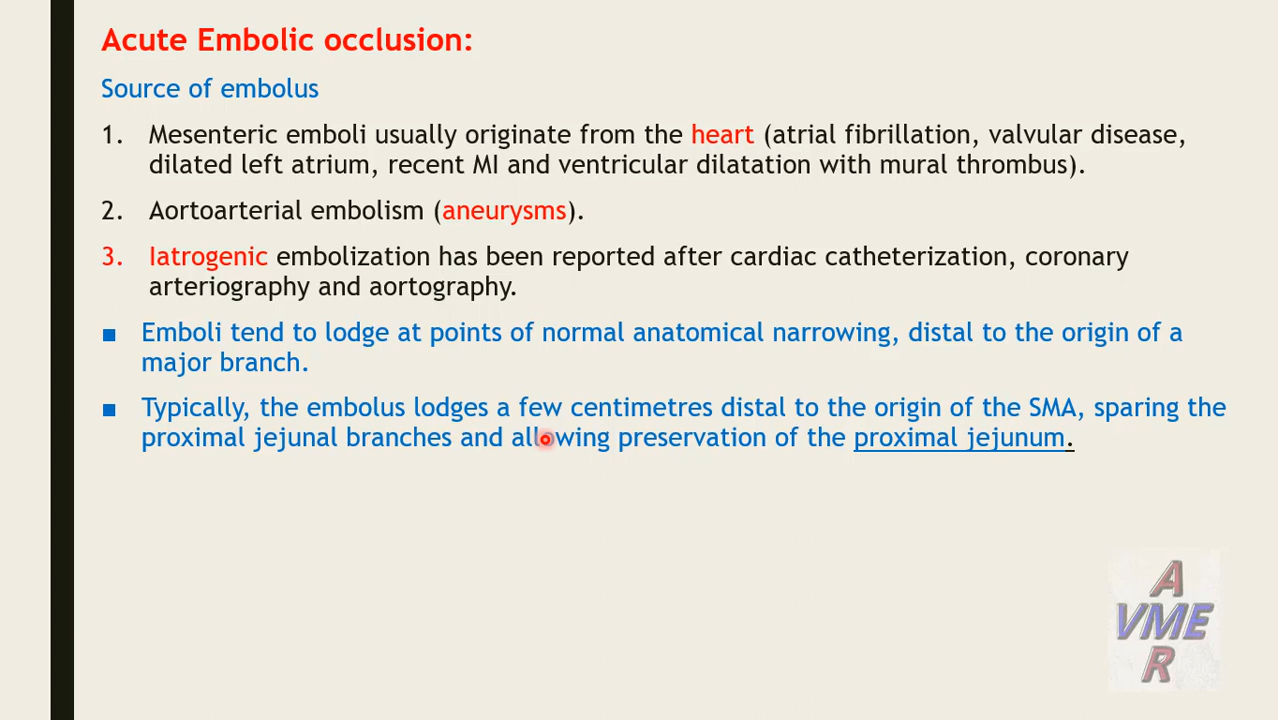 Acute Embolic occlusion:
Source of embolus
1. Mesenteric emboli usually originate from the heart (atrial fibrillation, valvular disease,
dilated left atrium, recent MI and ventricular dilatation with mural thrombus).
2. Aortoarterial embolism (aneurysms).
3. Iatrogenic embolization has been reported after cardiac catheterization, coronary
arteriography and aortography.
■ Emboli tend to lodge at points of normal anatomical narrowing, distal to the origin of a
major branch.
■ Typically, the embolus lodges a few centimetres distal to the origin of the SMA, sparing the
proximal jejunal branches and allowing preservation of the proximal jejunum.
A
VME
R